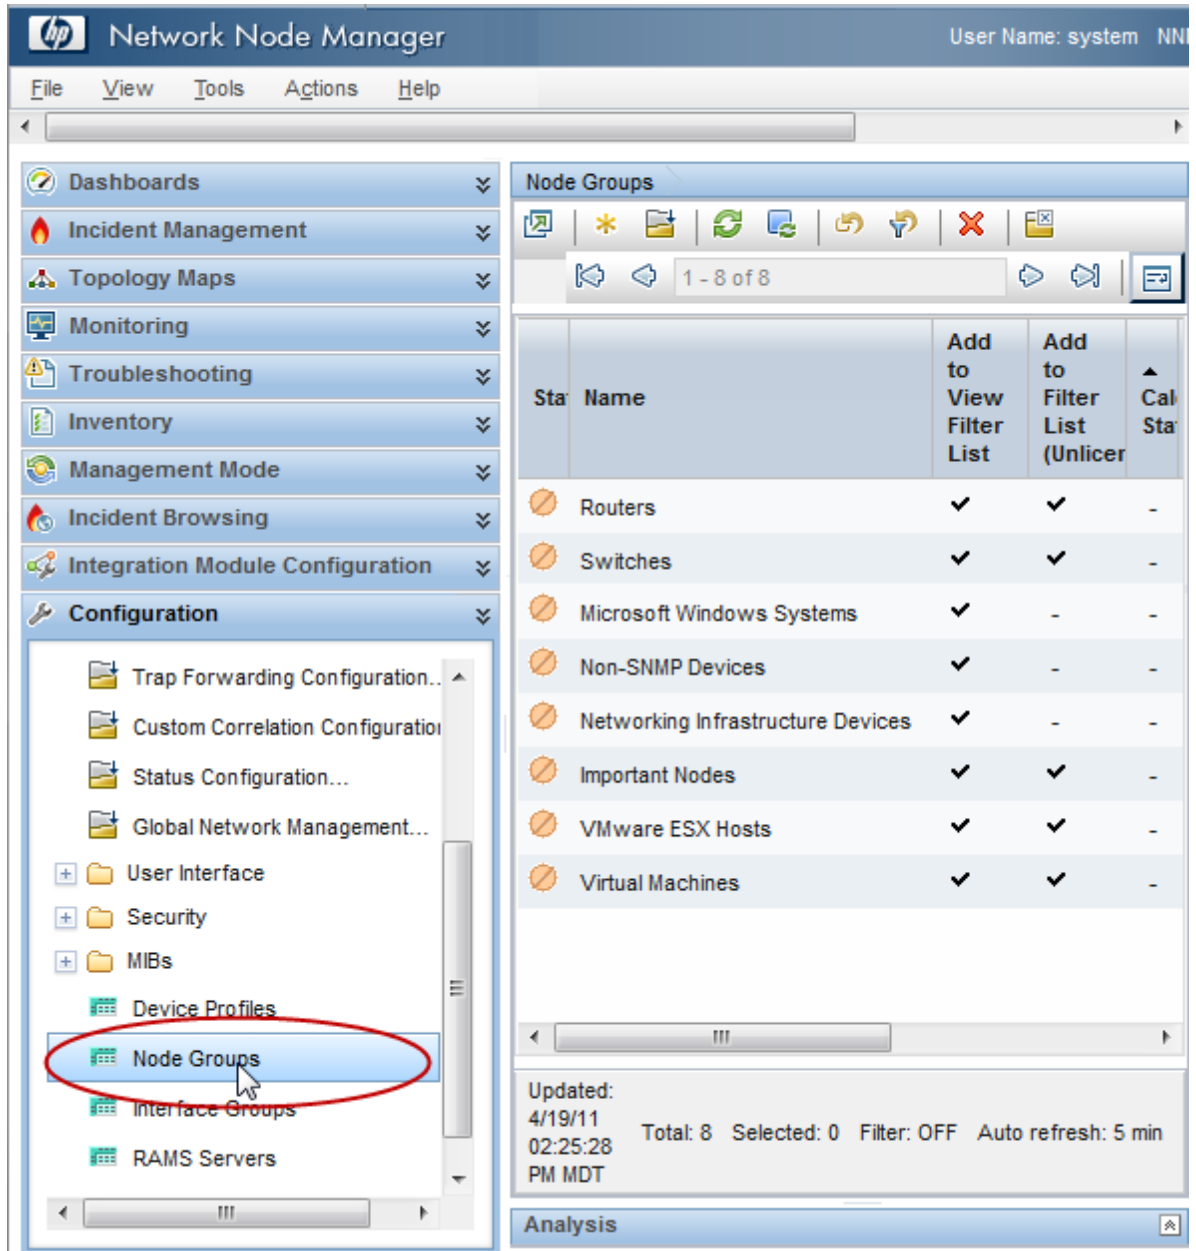 hp Network Node Manager User Name: system NNI
File View Tools Actions Help
Dashboards
Incident Management
Topology Maps
Monitoring
Troubleshooting
Inventory
Management Mode
Incident Browsing
Integration Module Configuration
Configuration
Trap Forwarding Configuration..
Custom Correlation Configuration
Status Configuration...
Global Network Management...
User Interface
Security
MIBs
Device Profiles
Node Groups
Interface Groups
RAMS Servers
Node Groups
1 - 8 of 8
Sta Name
Add to View Filter List
Add to Filter List (Unlicen
Cal Sta
Routers -
Switches -
Microsoft Windows Systems - -
Non-SNMP Devices - -
Networking Infrastructure Devices - -
Important Nodes -
VMware ESX Hosts -
Virtual Machines -
Updated:
4/19/11
02:25:28
PM MDT
Total: 8 Selected: 0 Filter: OFF Auto refresh: 5 min
Analysis